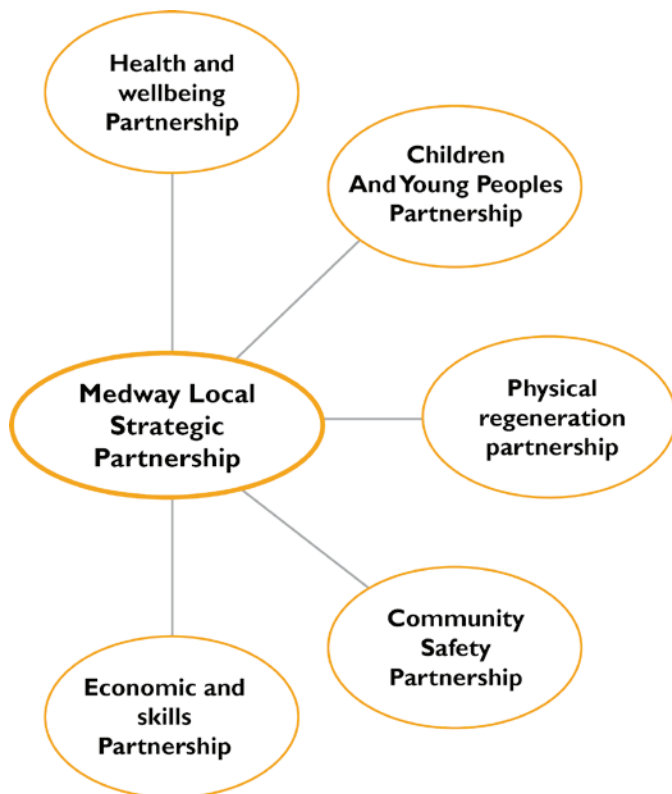 Health and
wellbeing
Partnership
Children
And Young Peoples
Partnership
Medway Local
Strategic
Partnership
Physical
regeneration
partnership
Community
Safety
Partnership
Economic and
skills
Partnership